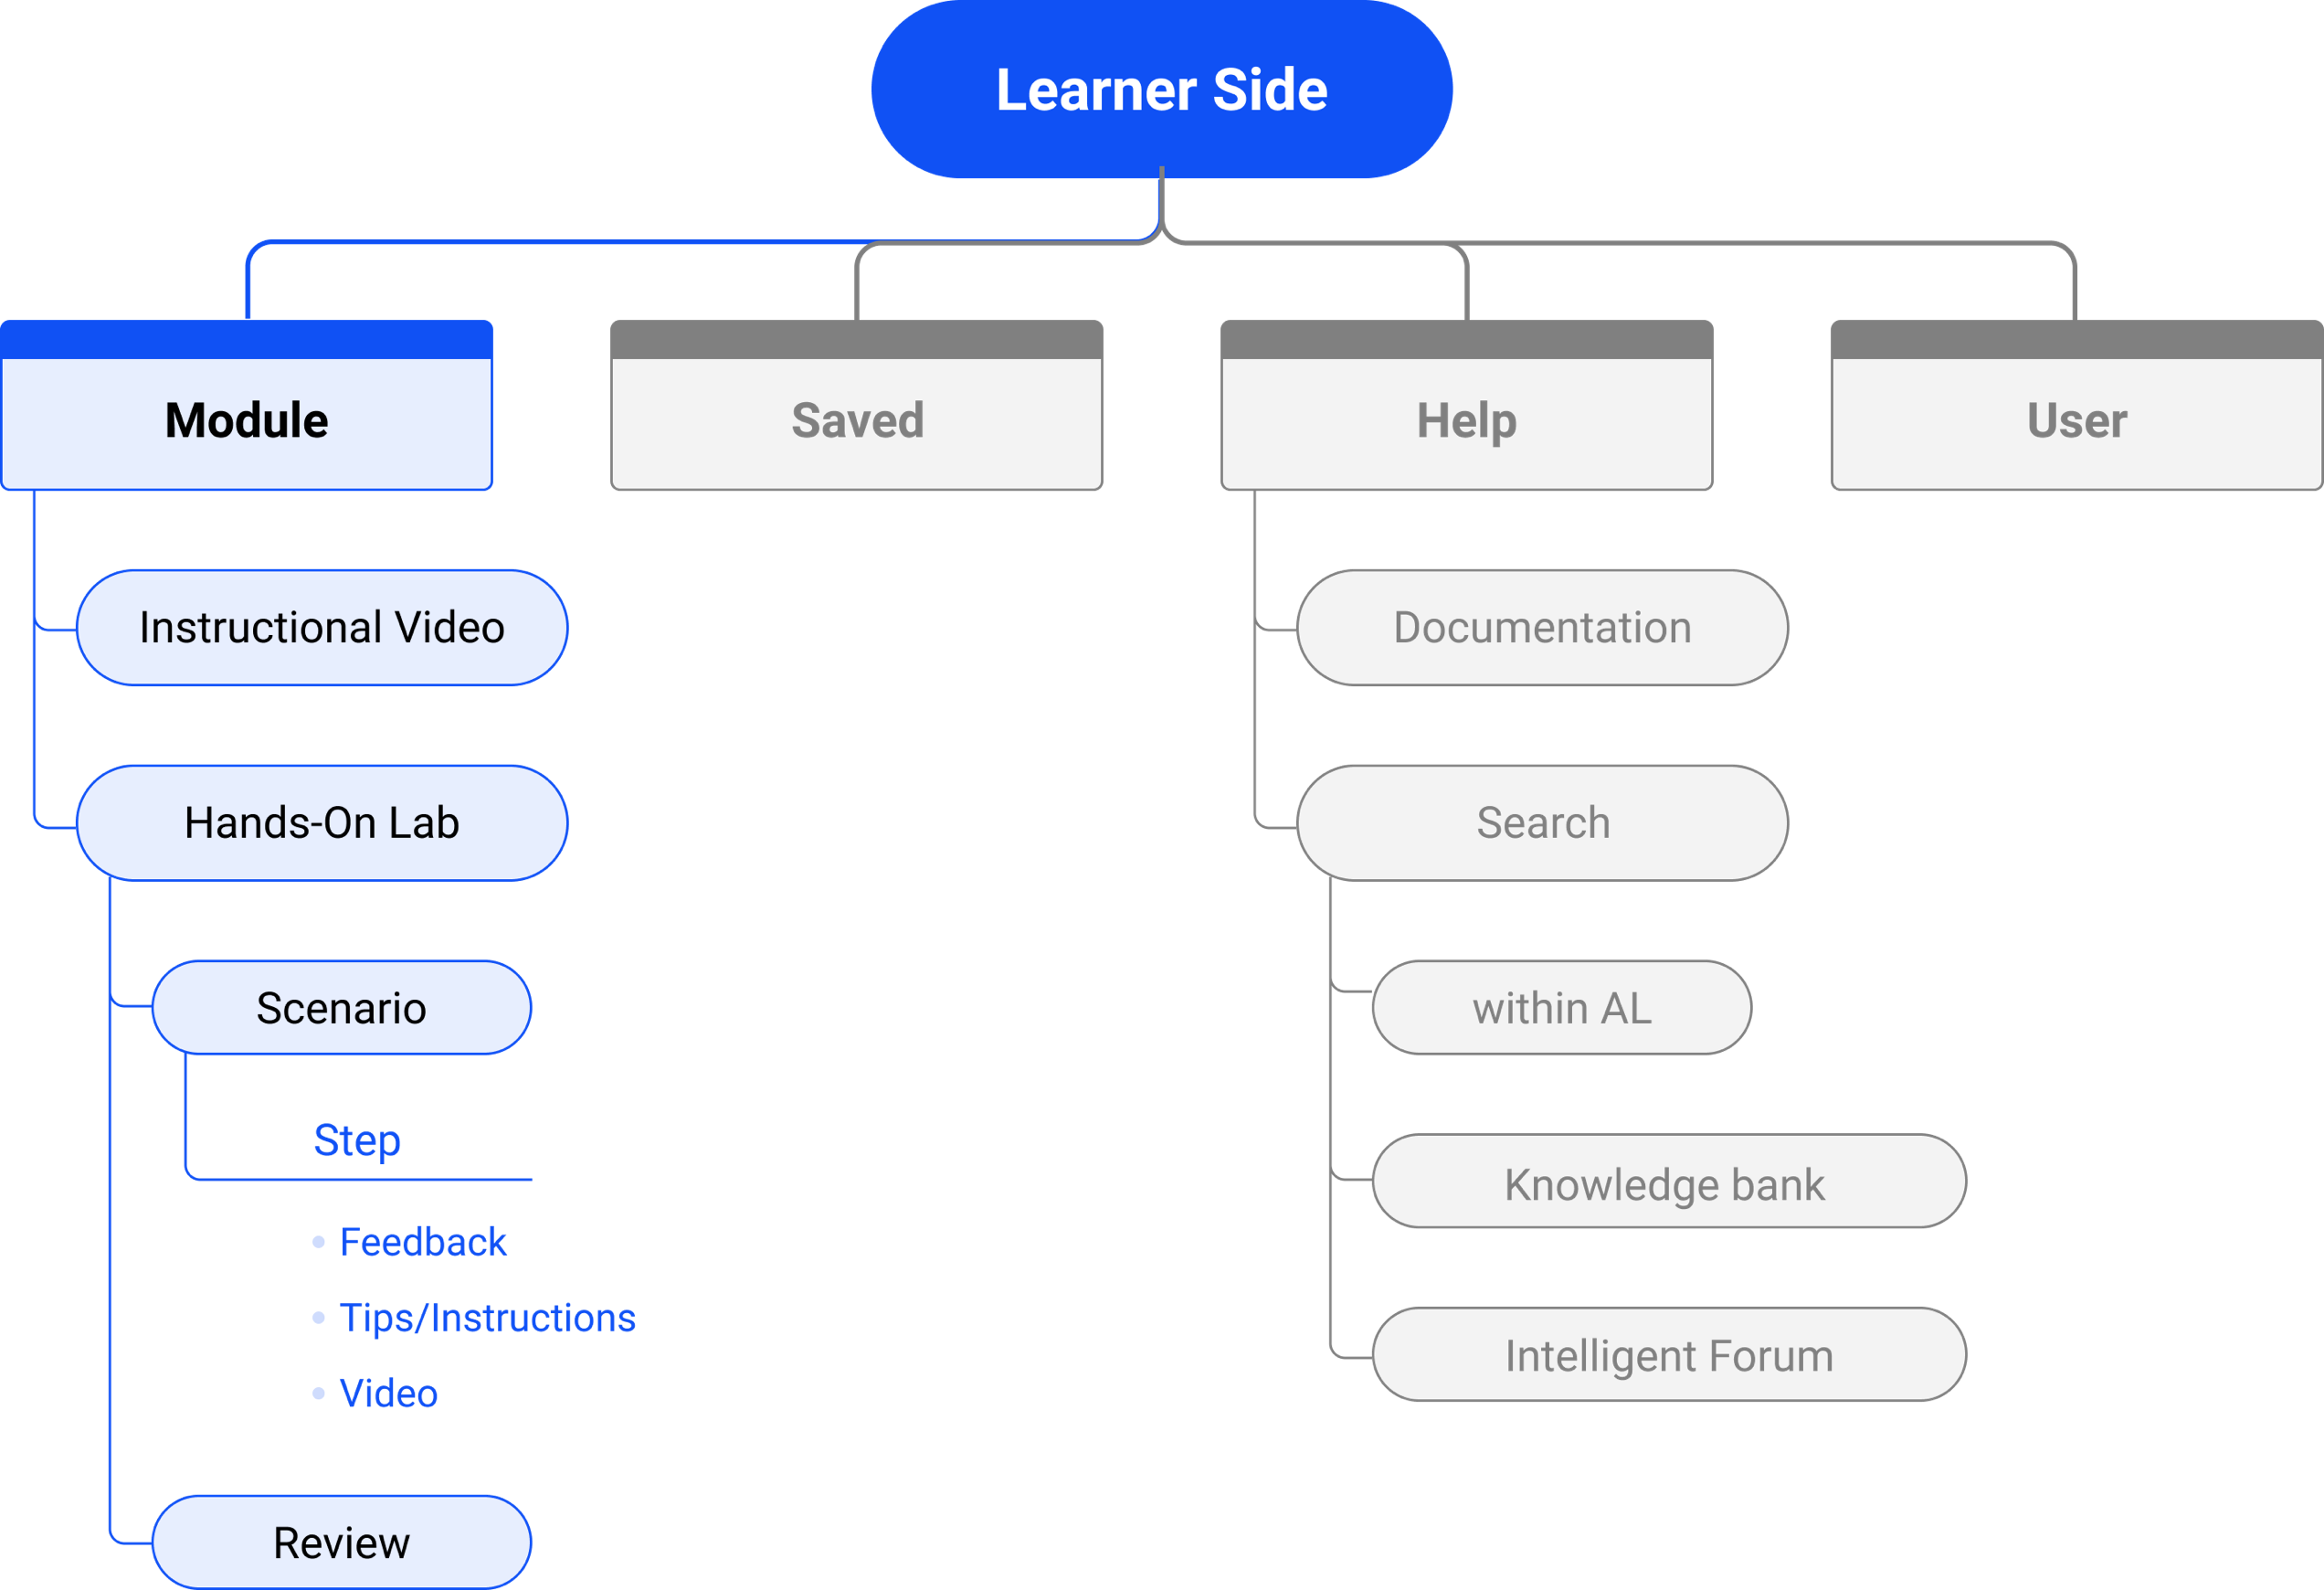 Learner Side
Module
Saved
Help
User
Instructional Video
Documentation
Hands-On Lab
Search
Scenario
within AL
Step
Knowledge bank
Feedback
Tips/Instructions
Intelligent Forum
Video
Review